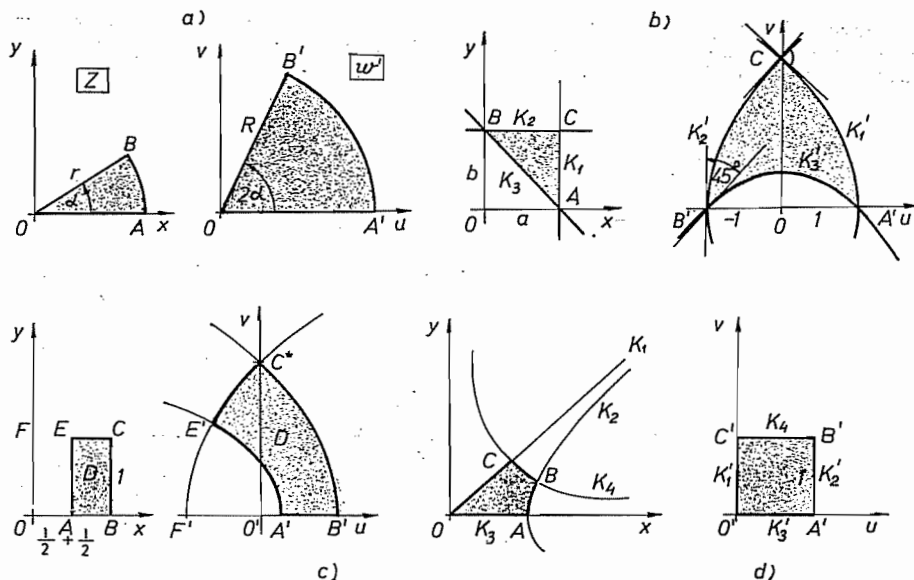 a)
y
Z
r
α
B
O
A
x
v
B'
w'
R
2α
O
A'
u
b)
y
B
K₂
C
b
K₃
K₁
A
O
a
x
v
C
K₂'
K₁'
K₃'
45°
B'
-1
0
1
A'
u
c)
y
F
E
C
D
1
O
A
B
x
1/2 + 1/2
v
C*
E'
D
F'
O'
A'
B'
u
d)
y
K₁
K₂
C
B
K₄
O
K₃
A
x
v
C'
K₄
B'
K₁'
1
K₂'
O'
K₃'
A'
u